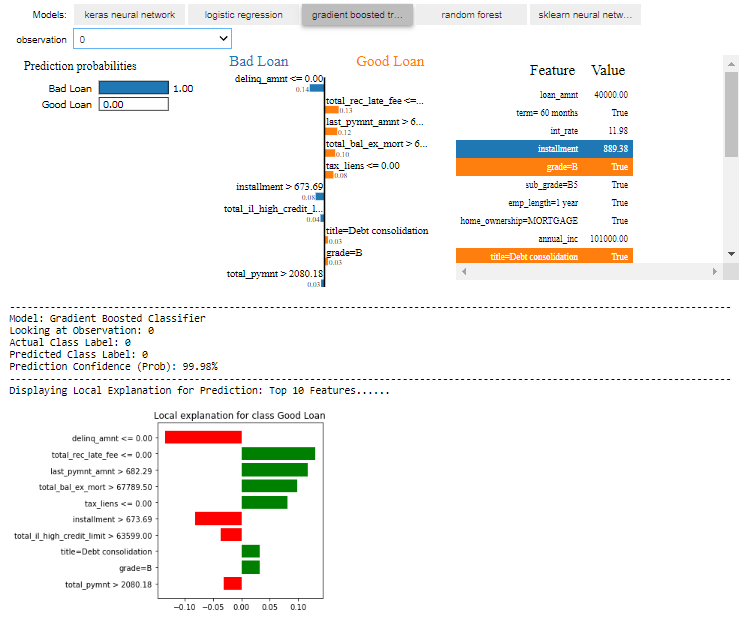 Models: keras neural network logistic regression gradient boosted tr... random forest sklearn neural netw...
observation 0
Prediction probabilities
Bad Loan 1.00
Good Loan 0.00
Bad Loan Good Loan
delinq_amnt <= 0.00
0.14
total_rec_late_fee <=...
0.13
last_pymnt_amnt > 6...
0.12
total_bal_ex_mort > 6...
0.10
tax_liens <= 0.00
0.08
installment > 673.69
0.08
total_il_high_credit_l...
0.04
title=Debt consolidation
0.03
grade=B
0.03
total_pymnt > 2080.18
0.03
Feature Value
loan_amnt 40000.00
term= 60 months True
int_rate 11.98
installment 889.38
grade=B True
sub_grade=B5 True
emp_length=1 year True
home_ownership=MORTGAGE True
annual_inc 101000.00
title=Debt consolidation True
Model: Gradient Boosted Classifier
Looking at Observation: 0
Actual Class Label: 0
Predicted Class Label: 0
Prediction Confidence (Prob): 99.98%
Displaying Local Explanation for Prediction: Top 10 Features......
Local explanation for class Good Loan
delinq_amnt <= 0.00
total_rec_late_fee <= 0.00
last_pymnt_amnt > 682.29
total_bal_ex_mort > 67789.50
tax_liens <= 0.00
installment > 673.69
total_il_high_credit_limit > 63599.00
title=Debt consolidation
grade=B
total_pymnt > 2080.18
−0.10 −0.05 0.00 0.05 0.10